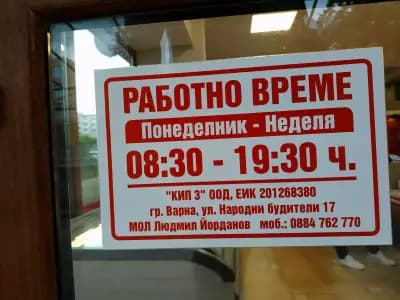 РАБОТНО ВРЕМЕ
Понеделник - Неделя
08:30 - 19:30 ч.
"КИП 3" ООД, ЕИК 201268380
гр. Варна, ул. Народни будители 17
МОЛ Людмил Йорданов моб.: 0884 762 770